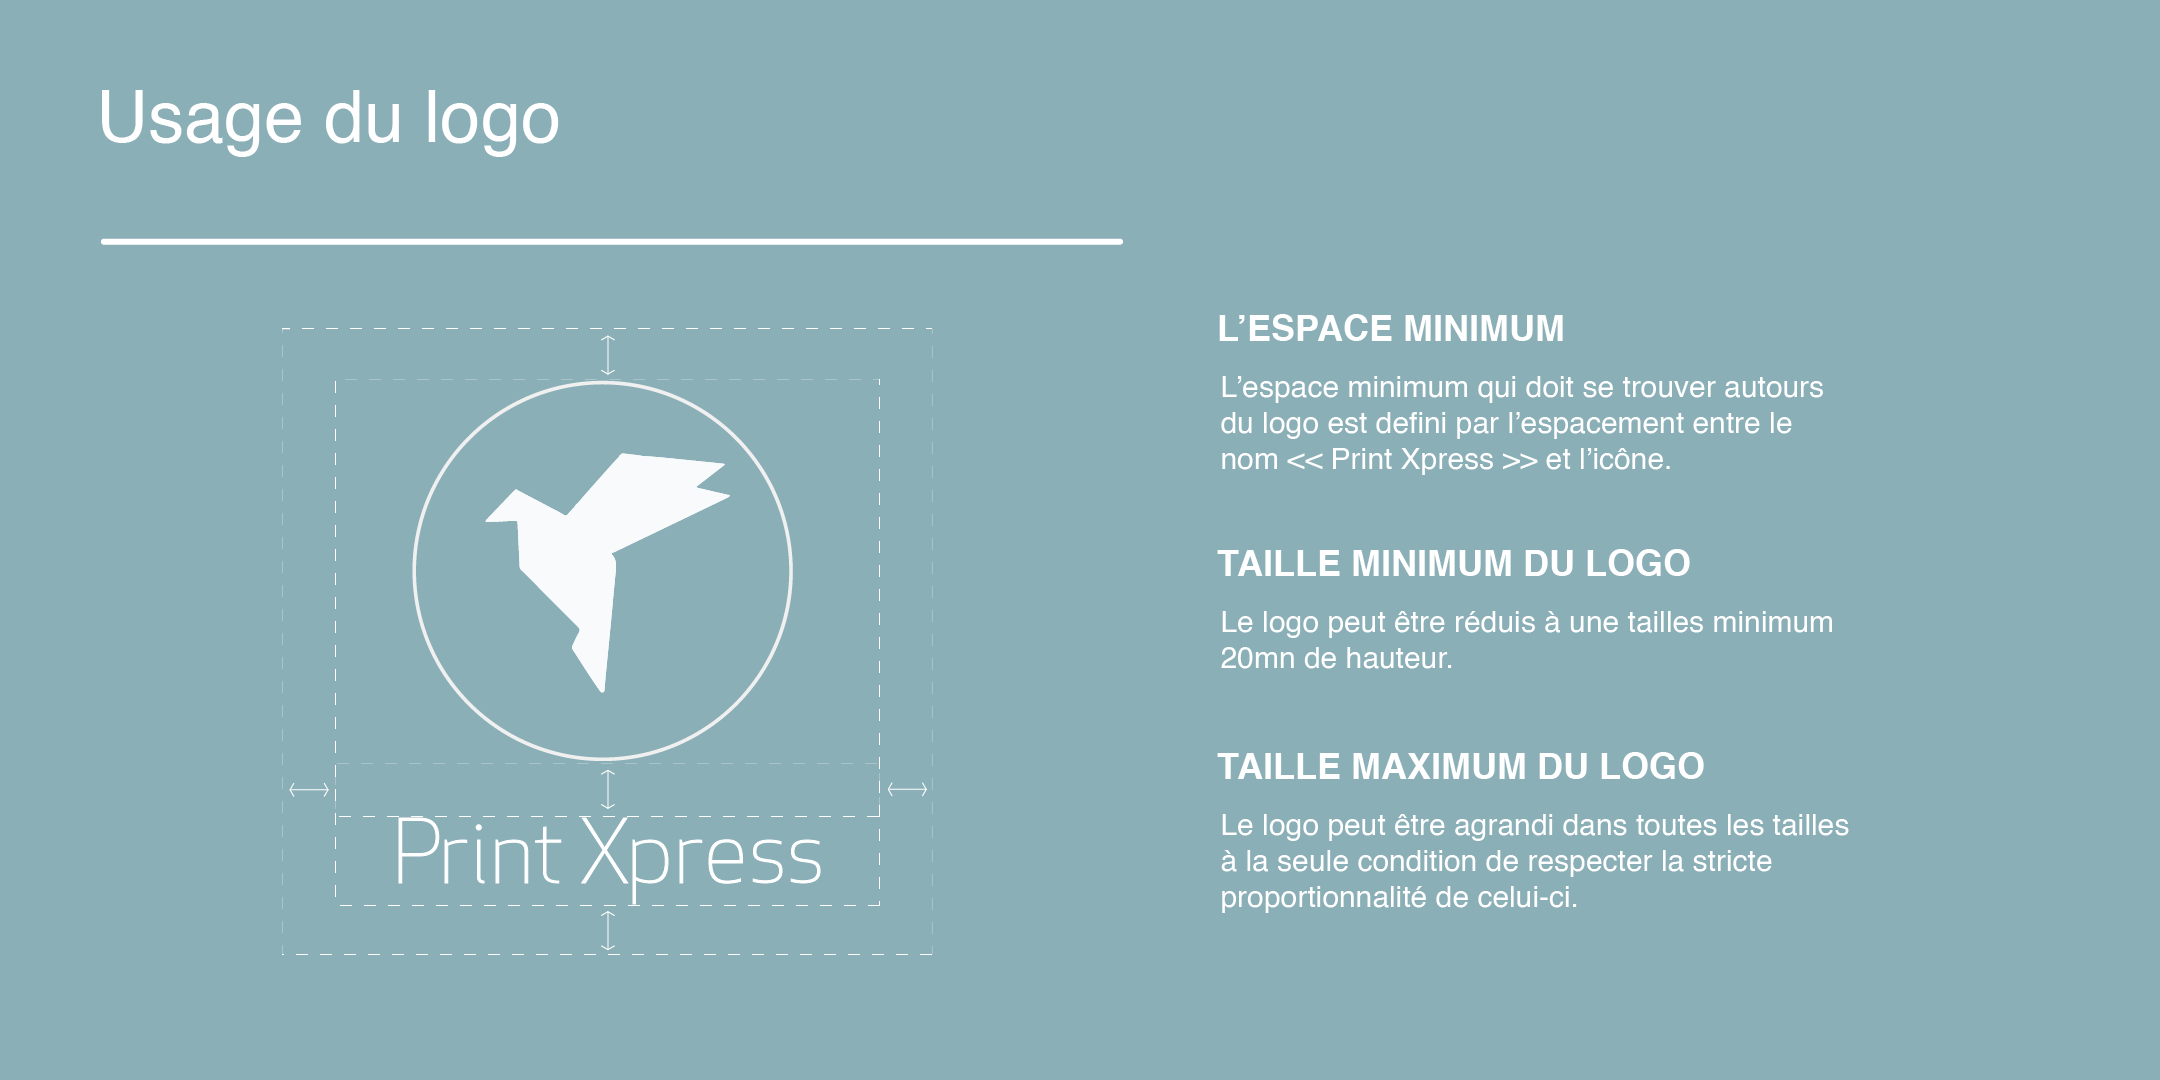 Usage du logo
Print Xpress
L’ESPACE MINIMUM
L’espace minimum qui doit se trouver autours
du logo est defini par l’espacement entre le
nom << Print Xpress >> et l’icône.
TAILLE MINIMUM DU LOGO
Le logo peut être réduis à une tailles minimum
20mn de hauteur.
TAILLE MAXIMUM DU LOGO
Le logo peut être agrandi dans toutes les tailles
à la seule condition de respecter la stricte
proportionnalité de celui-ci.